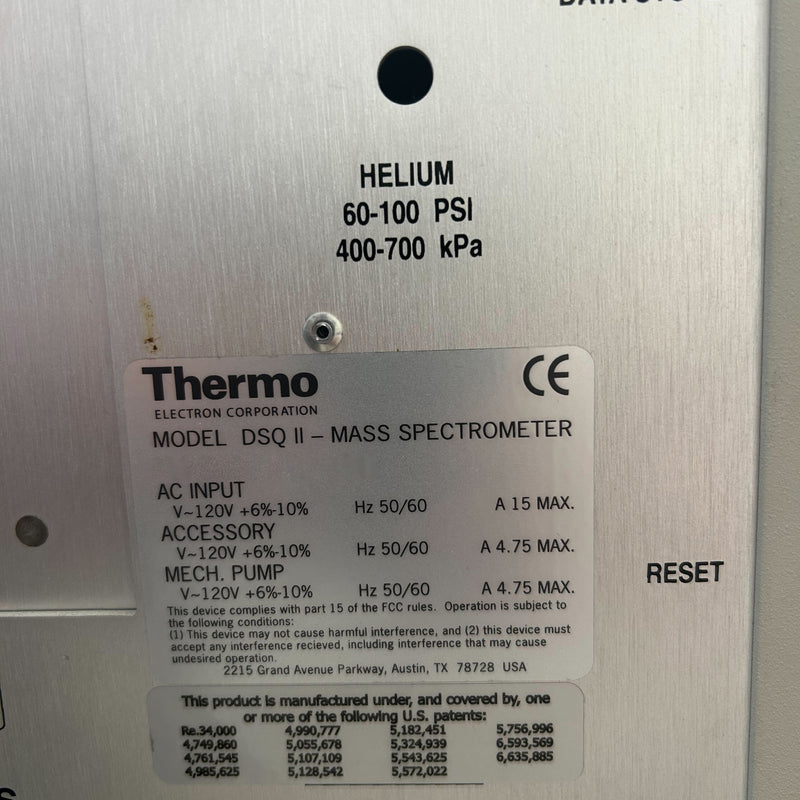 HELIUM
60-100 PSI
400-700 kPa
Thermo
ELECTRON CORPORATION
CE
MODEL DSQ II – MASS SPECTROMETER
AC INPUT
V~120V +6%-10% Hz 50/60 A 15 MAX.
ACCESSORY
V~120V +6%-10% Hz 50/60 A 4.75 MAX.
MECH. PUMP
V~120V +6%-10% Hz 50/60 A 4.75 MAX.
RESET
This device complies with part 15 of the FCC rules. Operation is subject to
the following conditions:
(1) This device may not cause harmful interference, and (2) this device must
accept any interference recieved, including interference that may cause
undesired operation.
2215 Grand Avenue Parkway, Austin, TX 78728 USA
This product is manufactured under, and covered by, one
or more of the following U.S. patents:
Re.34,000 4,990,777 5,182,451 5,756,996
4,749,860 5,055,678 5,324,939 6,593,569
4,761,545 5,107,109 5,543,625 6,635,885
4,985,625 5,128,542 5,572,022